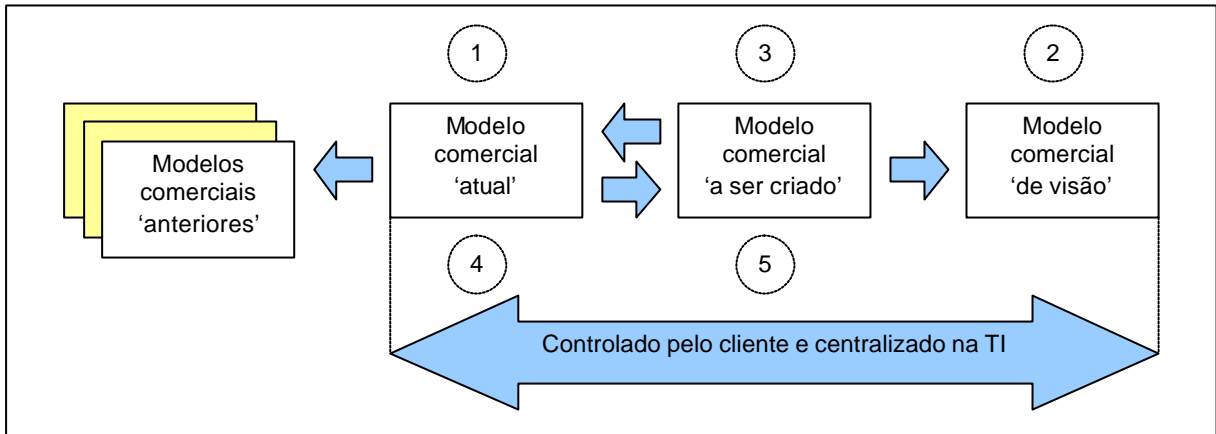 1
3
2
Modelos
comerciais
‘anteriores’
Modelo
comercial
‘atual’
Modelo
comercial
‘a ser criado’
Modelo
comercial
‘de visão’
4
5
Controlado pelo cliente e centralizado na TI